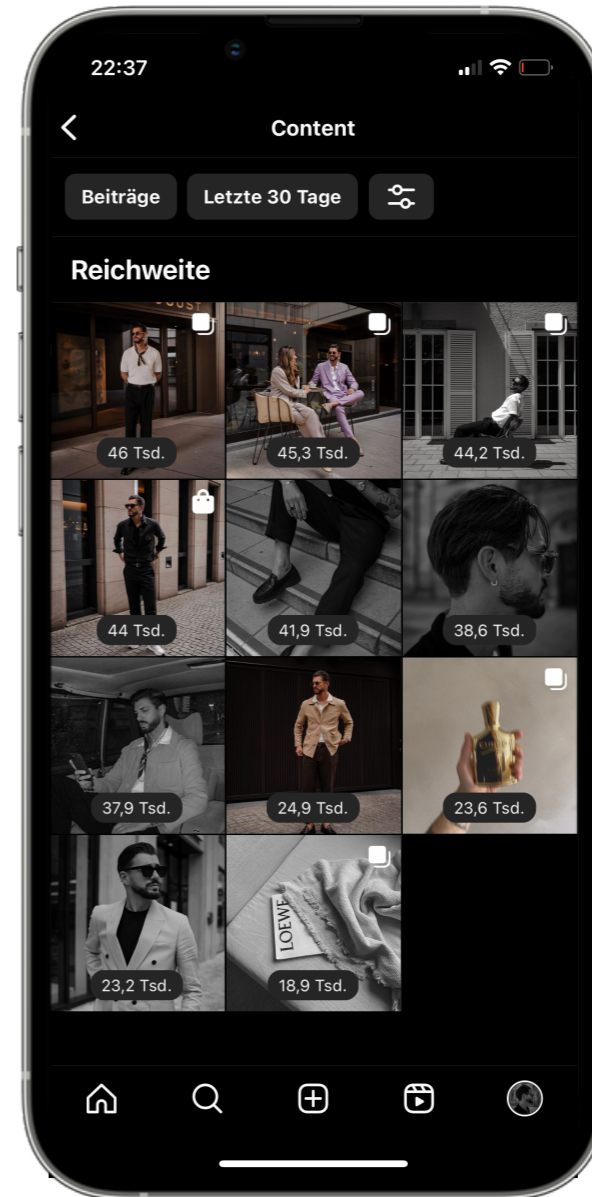 22:37
Content
Beiträge Letzte 30 Tage
Reichweite
46 Tsd. 45,3 Tsd. 44,2 Tsd.
44 Tsd. 41,9 Tsd. 38,6 Tsd.
37,9 Tsd. 24,9 Tsd. 23,6 Tsd.
LOEWE
23,2 Tsd. 18,9 Tsd.